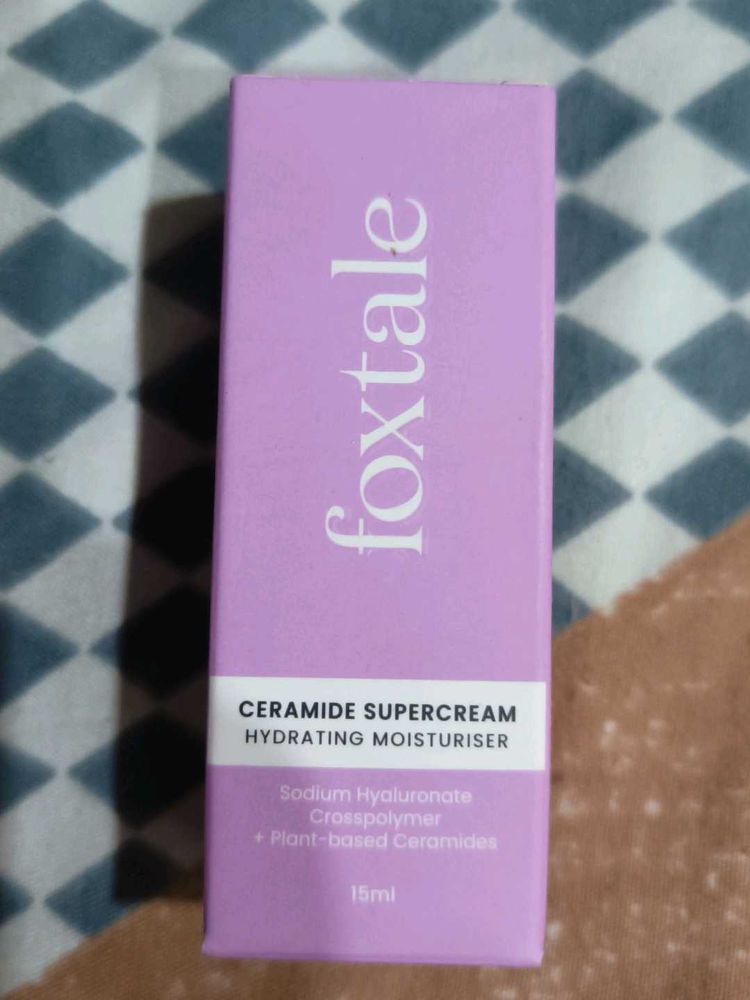 foxtale
CERAMIDE SUPERCREAM
HYDRATING MOISTURISER
Sodium Hyaluronate
Crosspolymer
+ Plant-based Ceramides
15ml